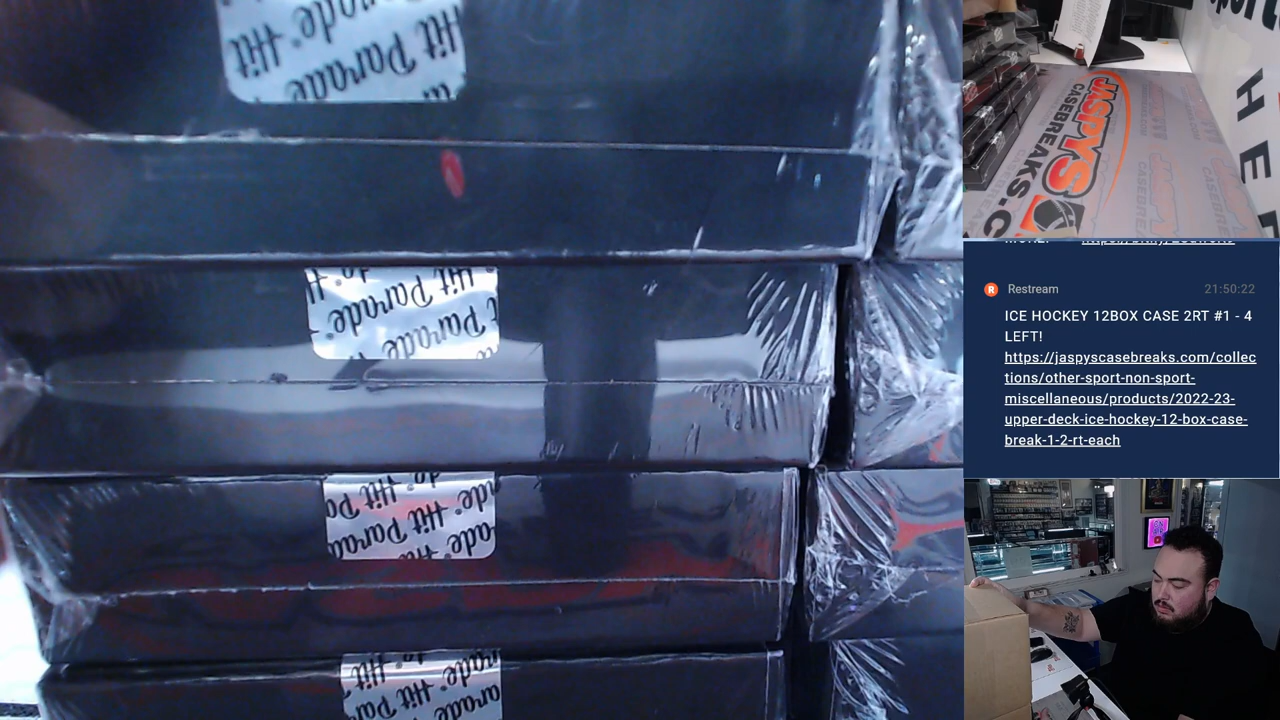 Hit Parade
Hit Parade
Hit Parade
Hit Parade
JASPYS
CASEBREAKS.C
HE
Restream
21:50:22
ICE HOCKEY 12BOX CASE 2RT #1 - 4
LEFT!
https://jaspyscasebreaks.com/collec
tions/other-sport-non-sport-
miscellaneous/products/2022-23-
upper-deck-ice-hockey-12-box-case-
break-1-2-rt-each